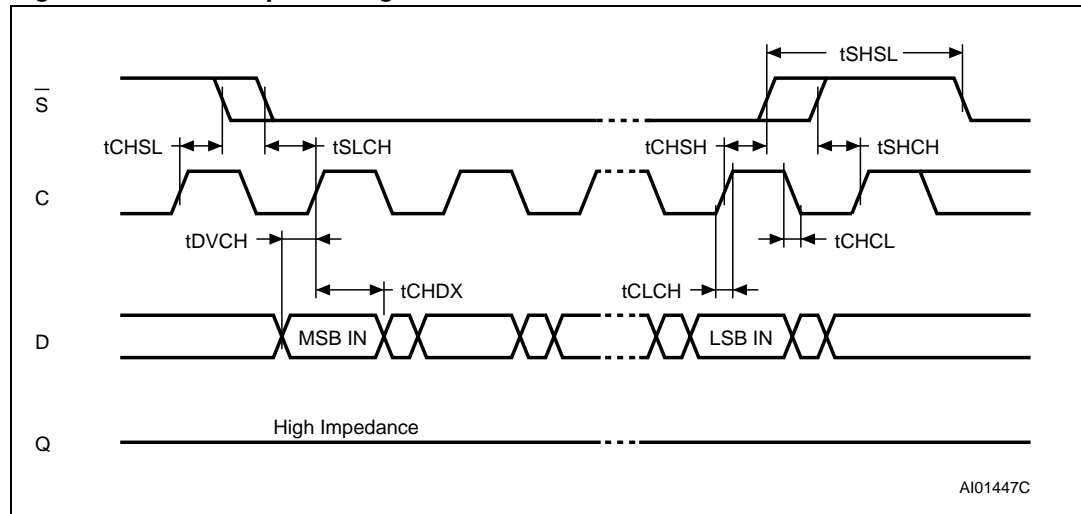 tSHSL
S
tCHSL
tSLCH
tCHSH
tSHCH
C
tDVCH
tCHCL
tCHDX
tCLCH
D
MSB IN
LSB IN
High Impedance
Q
AI01447C